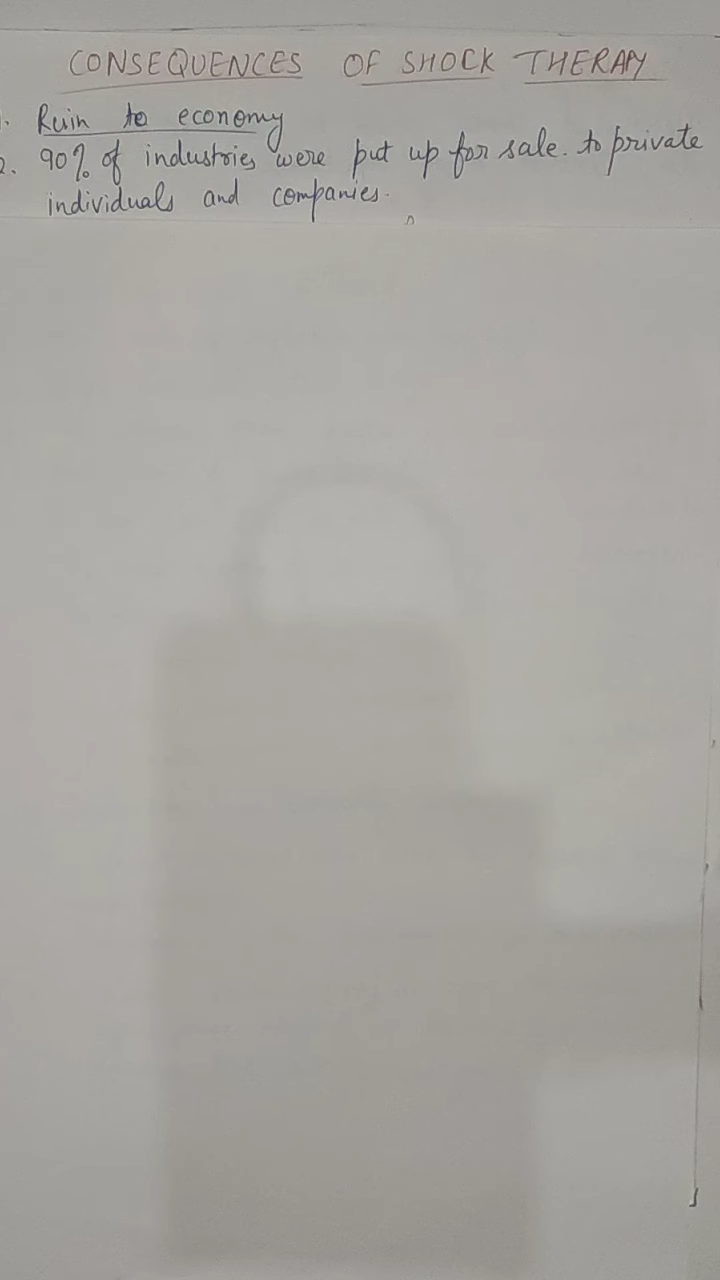 CONSEQUENCES OF SHOCK THERAPY
1. Ruin to economy
2. 90% of industries were put up for sale. to private
individuals and companies.